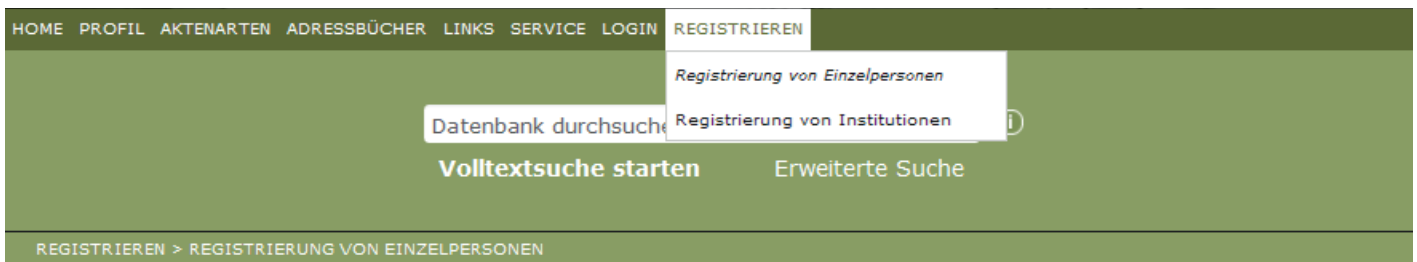 HOME PROFIL AKTENARTEN ADRESSBÜCHER LINKS SERVICE LOGIN REGISTRIEREN
Registrierung von Einzelpersonen
Registrierung von Institutionen
Datenbank durchsuche
i
Volltextsuche starten Erweiterte Suche
REGISTRIEREN > REGISTRIERUNG VON EINZELPERSONEN